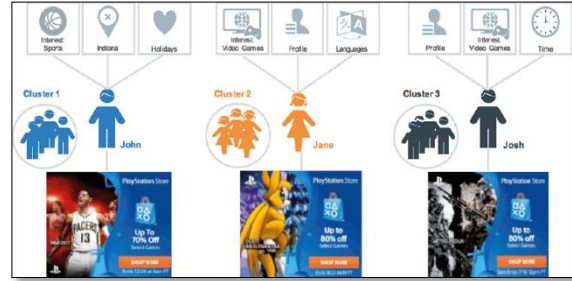 Interest:
Sports
Indiana
Holidays
Interest:
Video Games
Profile
Languages
Profile
Interest:
Video Games
Time
Cluster 1
John
Cluster 2
Jane
Cluster 3
Josh
PlayStation Store
Up To
70% Off
Select Games
SHOP NOW
PACERS
13
PlayStation Store
Up to
80% Off
Select Games
SHOP NOW
PlayStation Store
Up to
80% Off
Select Games
SHOP NOW